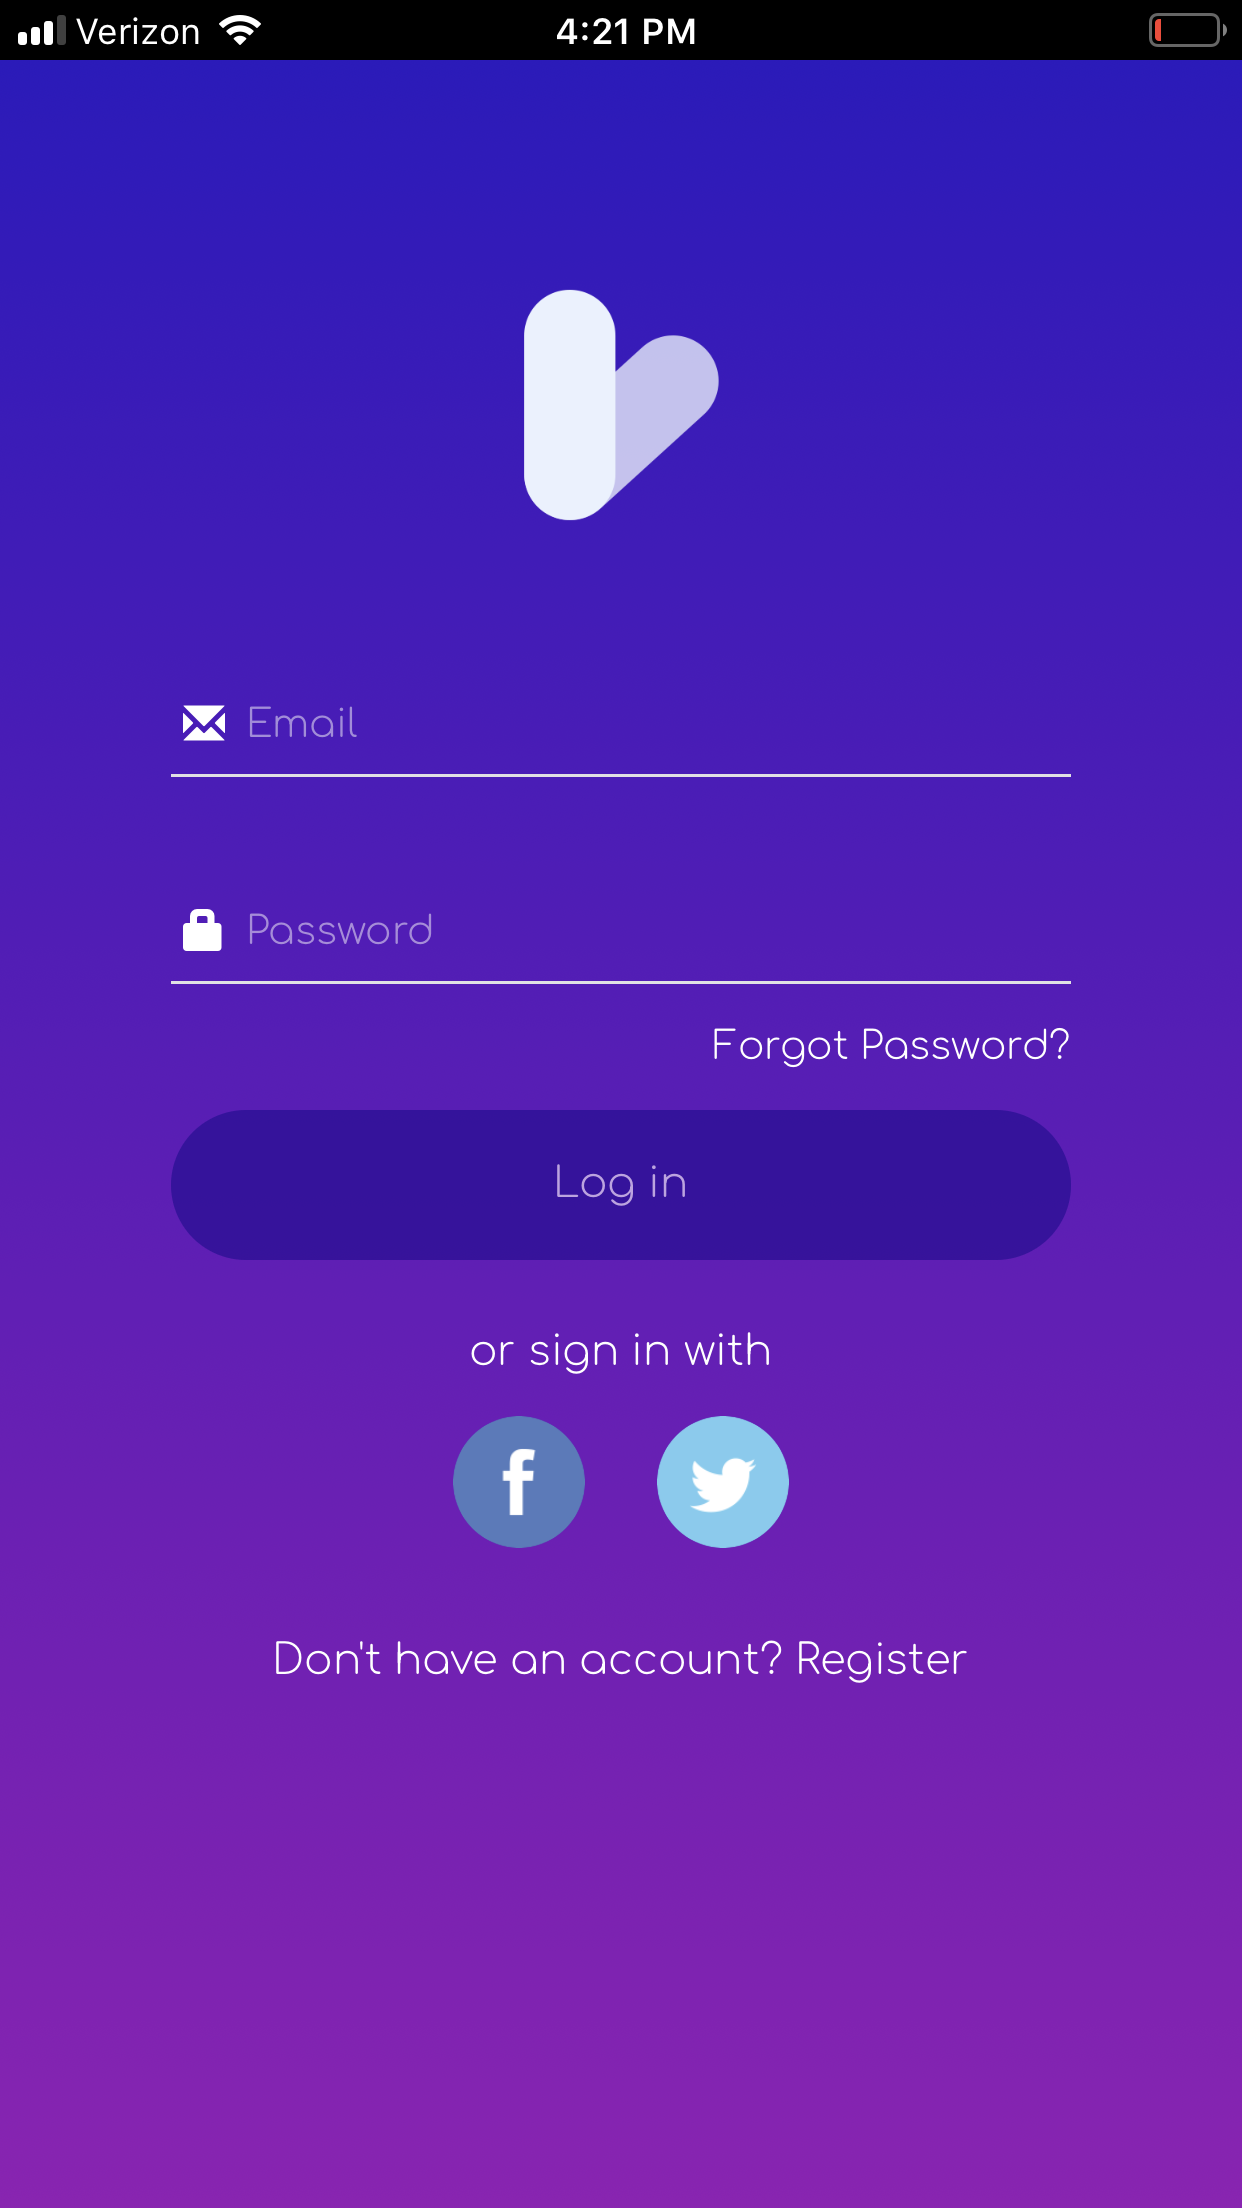 Verizon 4:21 PM
Email
Password
Forgot Password?
Log in
or sign in with
Don't have an account? Register